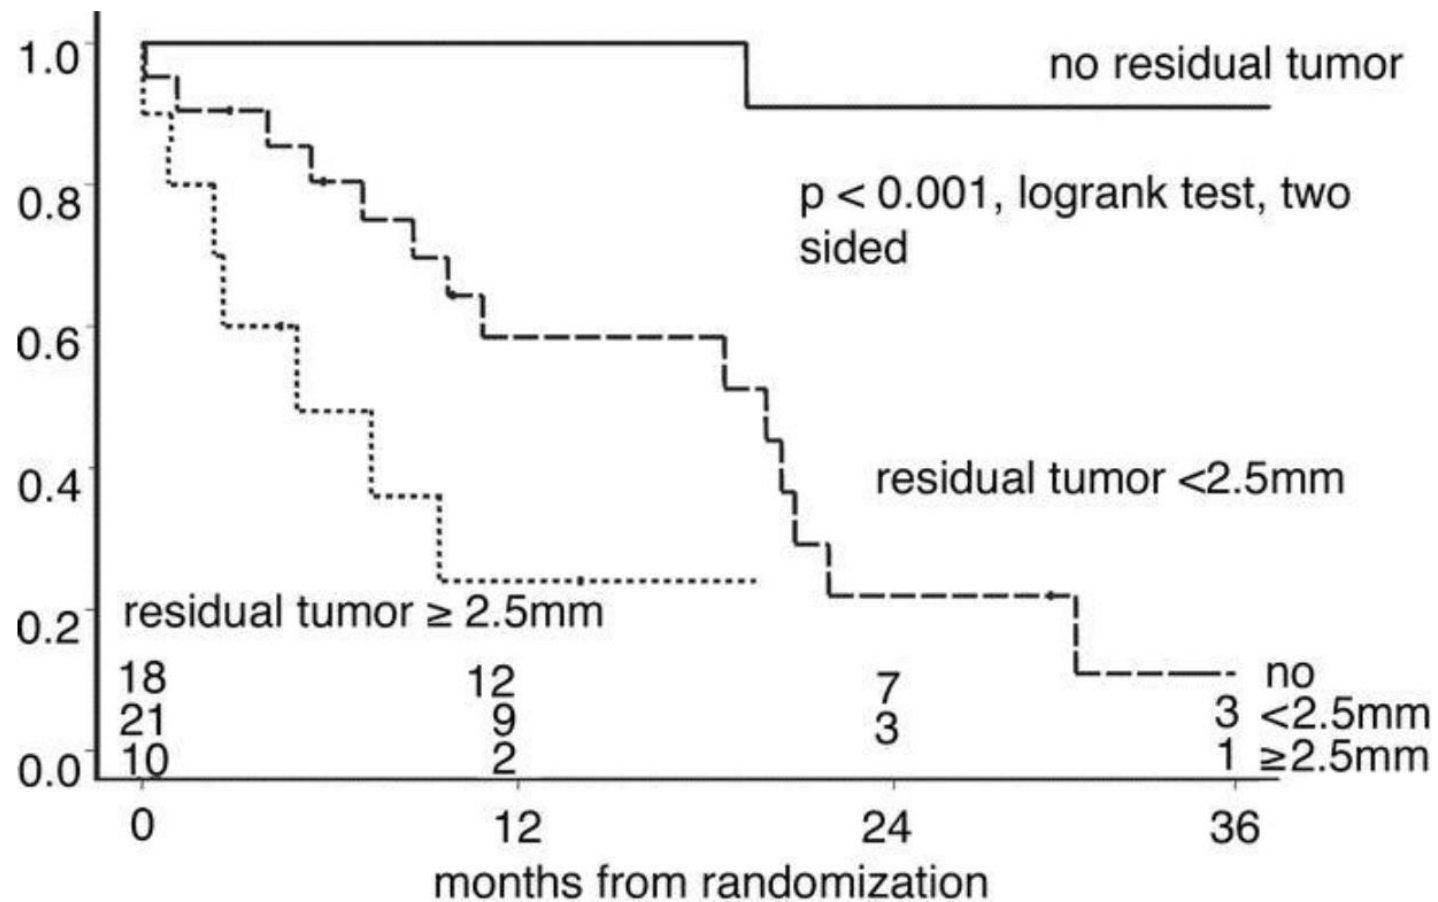 1.0
no residual tumor
0.8
p < 0.001, logrank test, two
sided
0.6
0.4
residual tumor <2.5mm
0.2
residual tumor ≥ 2.5mm
18 12 7 no
21 9 3 3 <2.5mm
0.0 10 2 1 ≥2.5mm
0 12 24 36
months from randomization